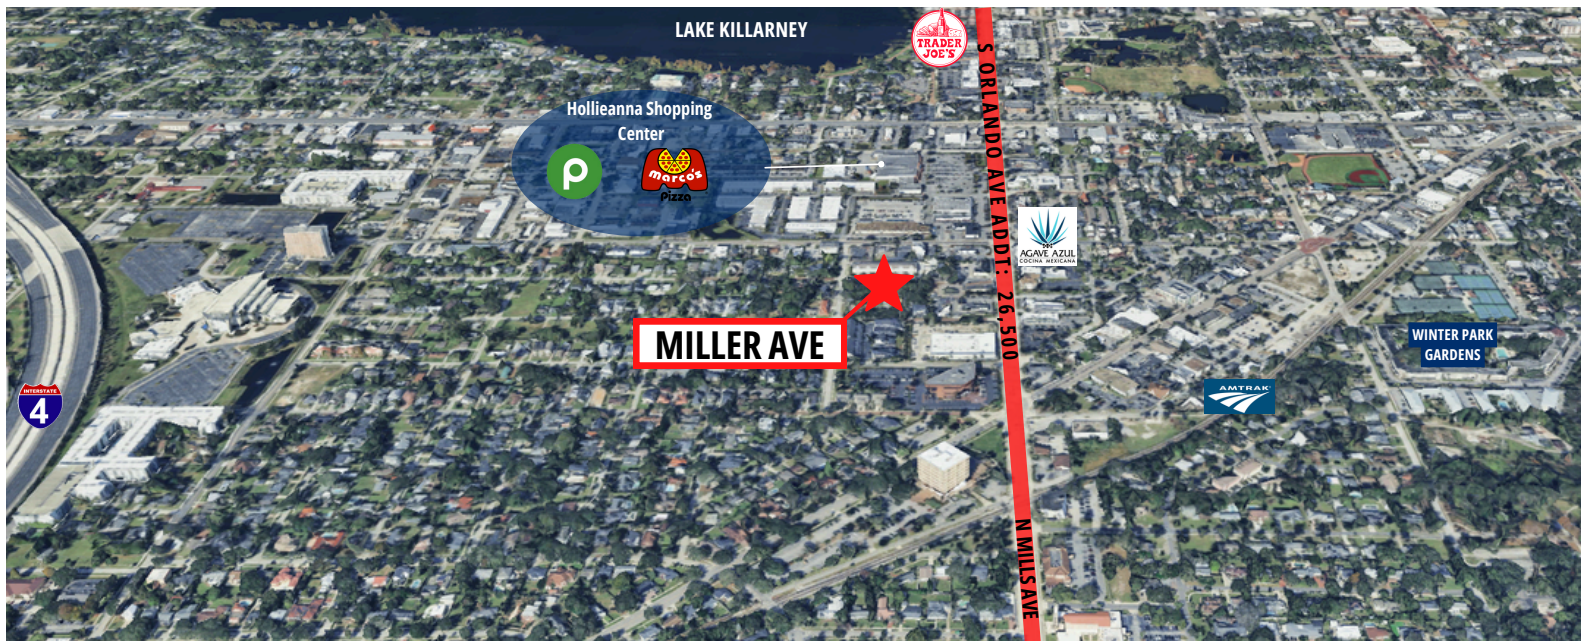 LAKE KILLARNEY
TRADER
JOE'S
S ORLANDO AVE ADDT: 26,500
Hollieanna Shopping
Center
p
Marco's
Pizza
AGAVE AZUL
COCINA MEXICANA
MILLER AVE
WINTER PARK
GARDENS
INTERSTATE
4
AMTRAK
N MILLS AVE